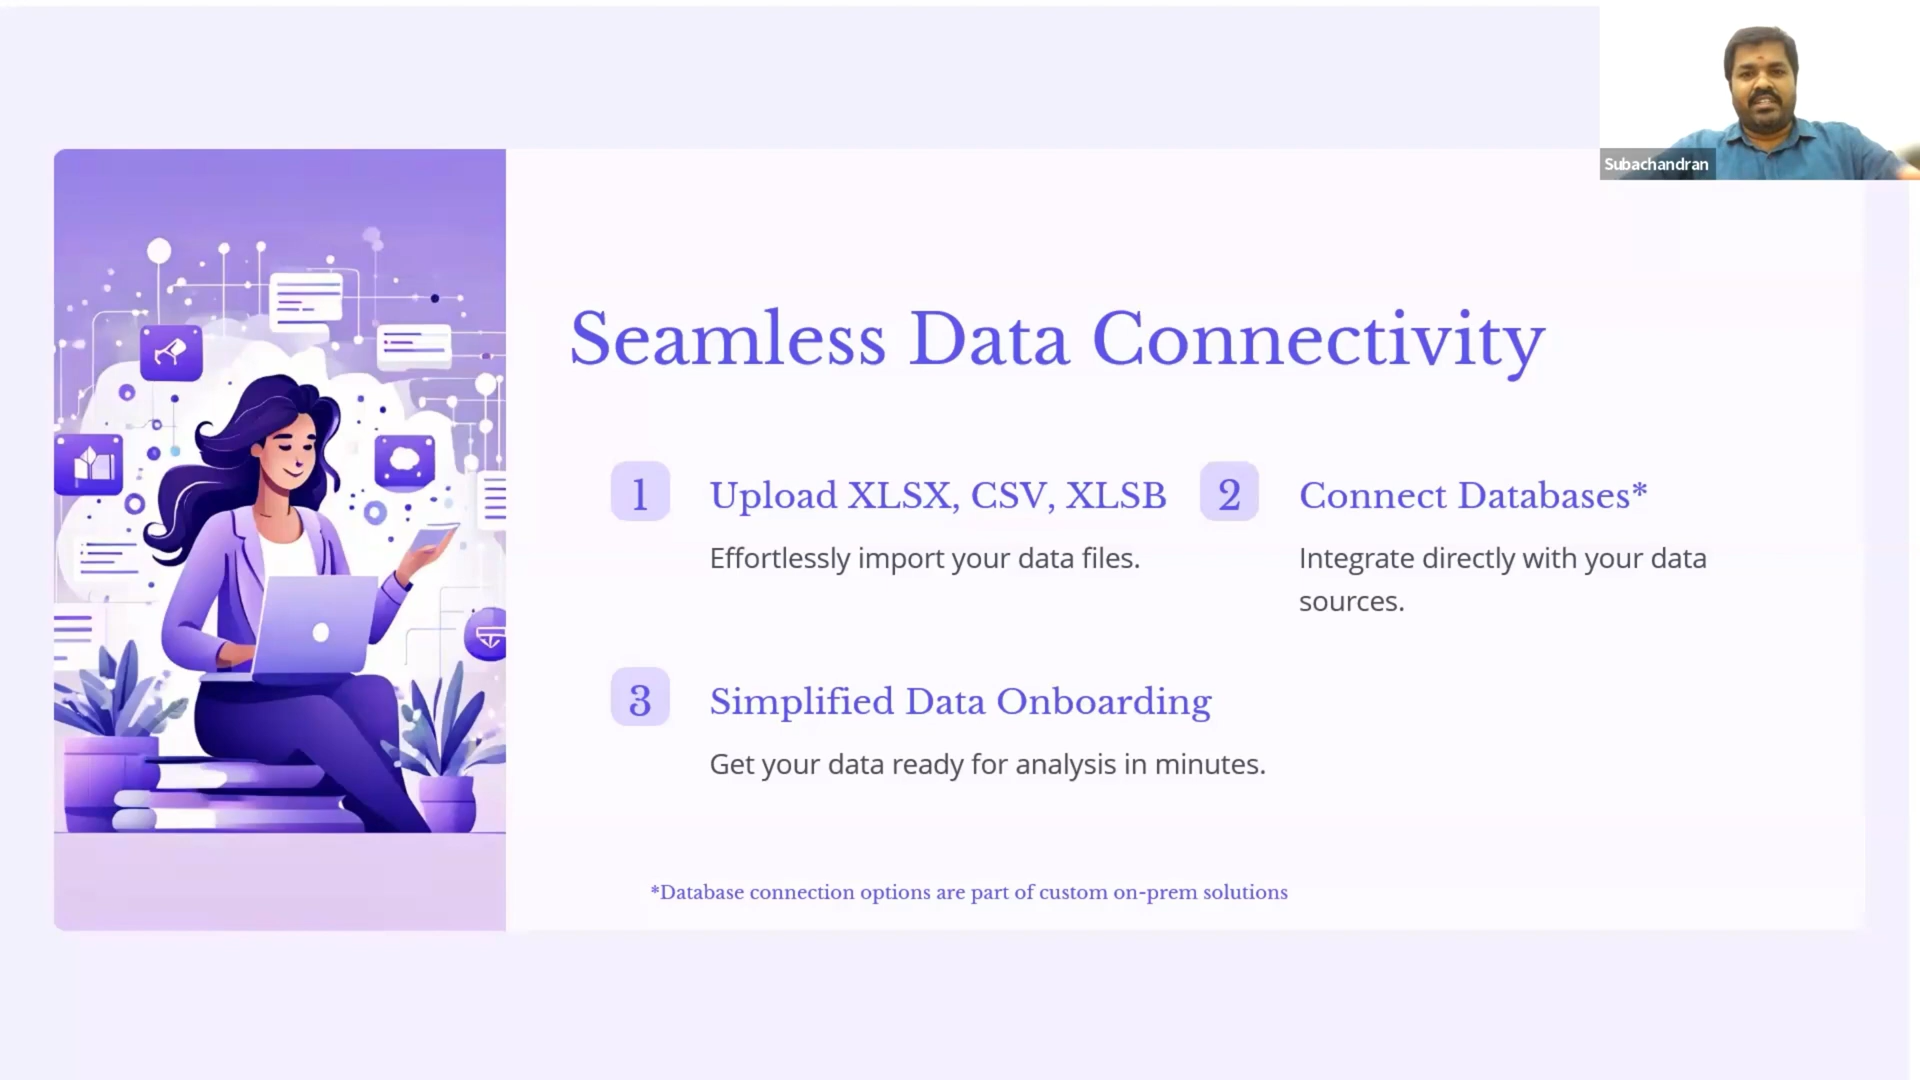 Subachandran
Seamless Data Connectivity
1
Upload XLSX, CSV, XLSB
Effortlessly import your data files.
2
Connect Databases*
Integrate directly with your data
sources.
3
Simplified Data Onboarding
Get your data ready for analysis in minutes.
*Database connection options are part of custom on-prem solutions